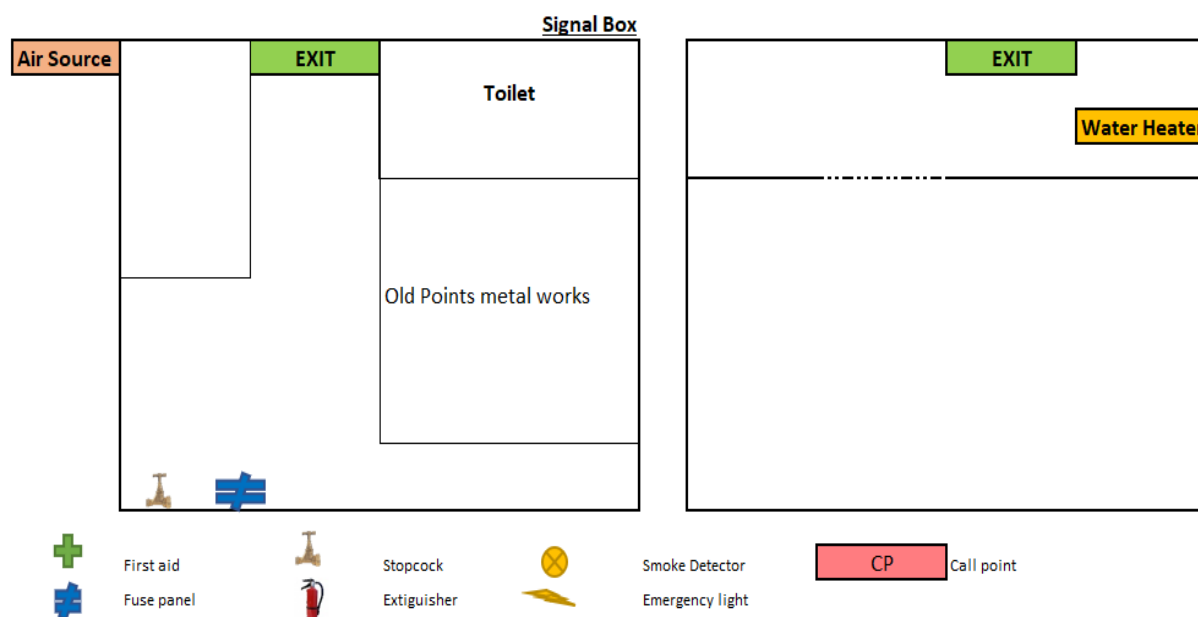 Signal Box
Air Source
EXIT
EXIT
Toilet
Water Heater
Old Points metal works
First aid
Stopcock
Smoke Detector
CP
Call point
Fuse panel
Extiguisher
Emergency light